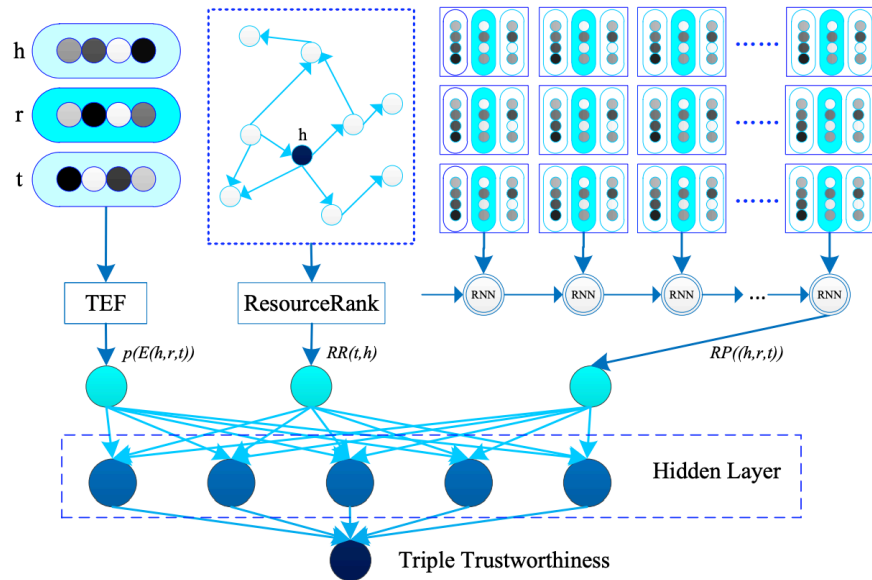 h
r
t
h
......
......
......
TEF
ResourceRank
RNN
RNN
RNN
...
RNN
p(E(h,r,t))
RR(t,h)
RP((h,r,t))
Hidden Layer
Triple Trustworthiness